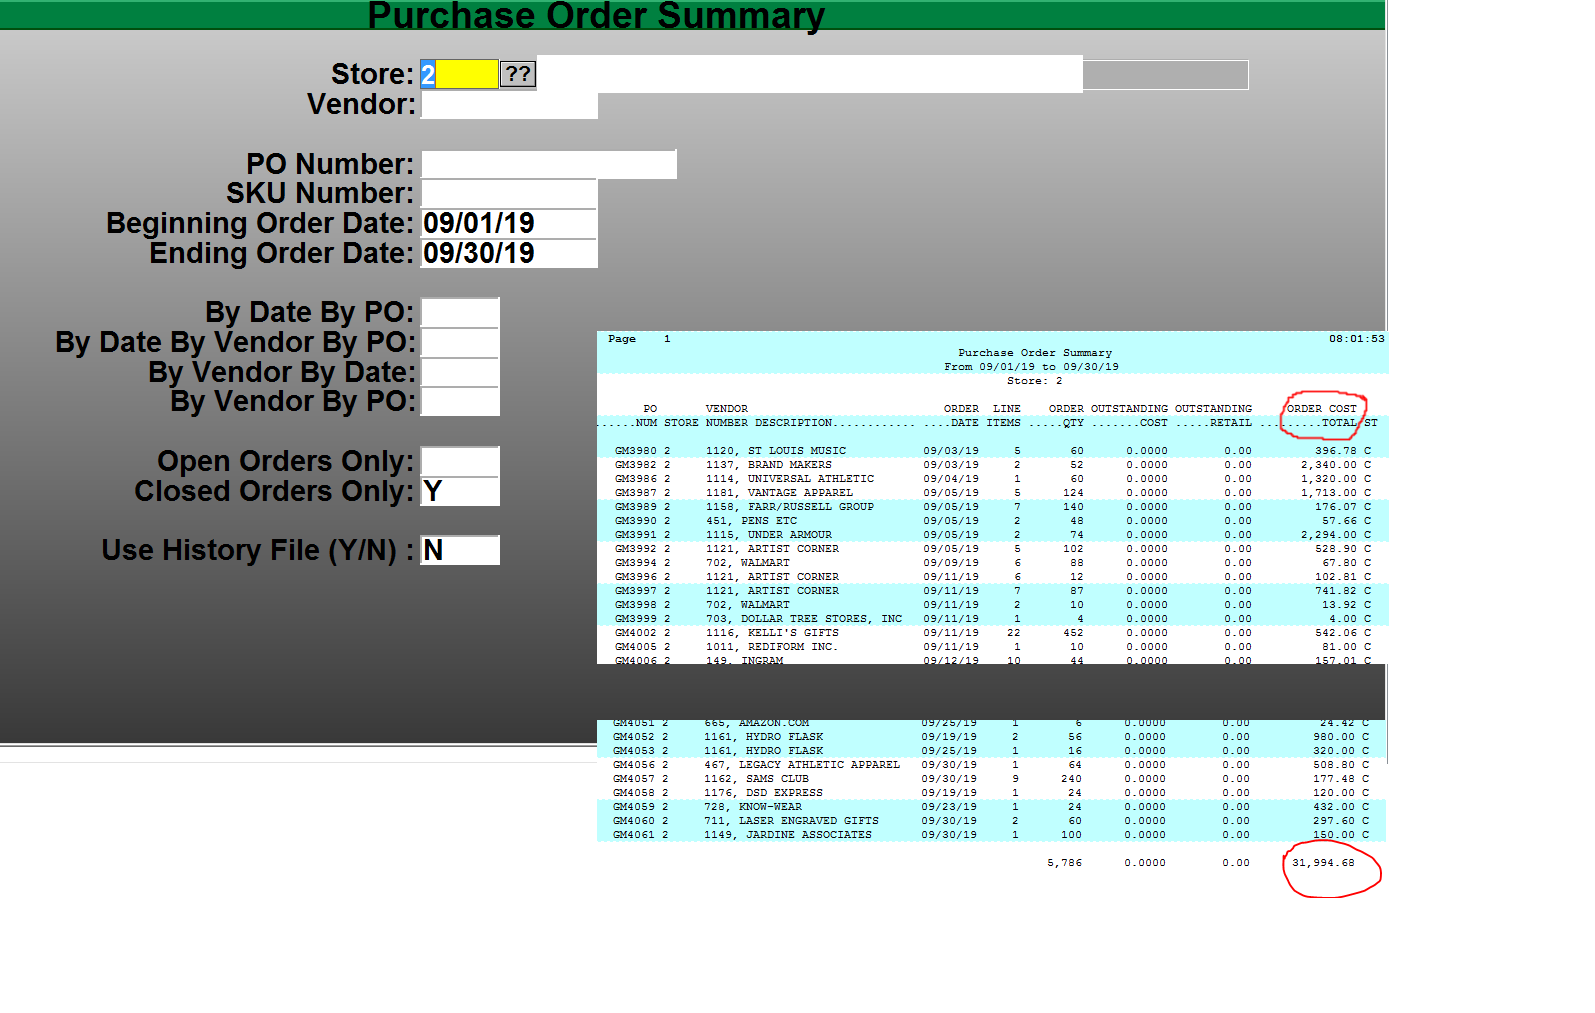 Purchase Order Summary
Store: 2 ??
Vendor:
PO Number:
SKU Number:
Beginning Order Date: 09/01/19
Ending Order Date: 09/30/19
By Date By PO:
By Date By Vendor By PO:
By Vendor By Date:
By Vendor By PO:
Open Orders Only:
Closed Orders Only: Y
Use History File (Y/N) : N
Page 1 08:01:53
Purchase Order Summary
From 09/01/19 to 09/30/19
Store: 2
PO VENDOR ORDER LINE ORDER OUTSTANDING OUTSTANDING ORDER COST
......NUM STORE NUMBER DESCRIPTION............ ....DATE ITEMS .....QTY .......COST .....RETAIL .........TOTAL ST
GM3980 2 1120, ST LOUIS MUSIC 09/03/19 5 60 0.0000 0.00 396.78 C
GM3982 2 1137, BRAND MAKERS 09/03/19 2 52 0.0000 0.00 2,340.00 C
GM3986 2 1114, UNIVERSAL ATHLETIC 09/04/19 1 60 0.0000 0.00 1,320.00 C
GM3987 2 1181, VANTAGE APPAREL 09/05/19 5 124 0.0000 0.00 1,713.00 C
GM3989 2 1158, FARR/RUSSELL GROUP 09/05/19 7 140 0.0000 0.00 176.07 C
GM3990 2 451, PENS ETC 09/05/19 2 48 0.0000 0.00 57.66 C
GM3991 2 1115, UNDER ARMOUR 09/05/19 2 74 0.0000 0.00 2,294.00 C
GM3992 2 1121, ARTIST CORNER 09/05/19 5 102 0.0000 0.00 528.90 C
GM3994 2 702, WALMART 09/09/19 6 88 0.0000 0.00 67.80 C
GM3996 2 1121, ARTIST CORNER 09/11/19 6 12 0.0000 0.00 102.81 C
GM3997 2 1121, ARTIST CORNER 09/11/19 7 87 0.0000 0.00 741.82 C
GM3998 2 702, WALMART 09/11/19 2 10 0.0000 0.00 13.92 C
GM3999 2 703, DOLLAR TREE STORES, INC 09/11/19 1 4 0.0000 0.00 4.00 C
GM4002 2 1116, KELLI'S GIFTS 09/11/19 22 452 0.0000 0.00 542.06 C
GM4005 2 1011, REDIFORM INC. 09/11/19 1 10 0.0000 0.00 81.00 C
GM4006 2 149, INGRAM 09/12/19 10 44 0.0000 0.00 157.01 C
GM4051 2 665, AMAZON.COM 09/25/19 1 6 0.0000 0.00 24.42 C
GM4052 2 1161, HYDRO FLASK 09/19/19 2 56 0.0000 0.00 980.00 C
GM4053 2 1161, HYDRO FLASK 09/25/19 1 16 0.0000 0.00 320.00 C
GM4056 2 467, LEGACY ATHLETIC APPAREL 09/30/19 1 64 0.0000 0.00 508.80 C
GM4057 2 1162, SAMS CLUB 09/30/19 9 240 0.0000 0.00 177.48 C
GM4058 2 1176, DSD EXPRESS 09/19/19 1 24 0.0000 0.00 120.00 C
GM4059 2 728, KNOW-WEAR 09/23/19 1 24 0.0000 0.00 432.00 C
GM4060 2 711, LASER ENGRAVED GIFTS 09/30/19 2 60 0.0000 0.00 297.60 C
GM4061 2 1149, JARDINE ASSOCIATES 09/30/19 1 100 0.0000 0.00 150.00 C
5,786 0.0000 0.00 31,994.68